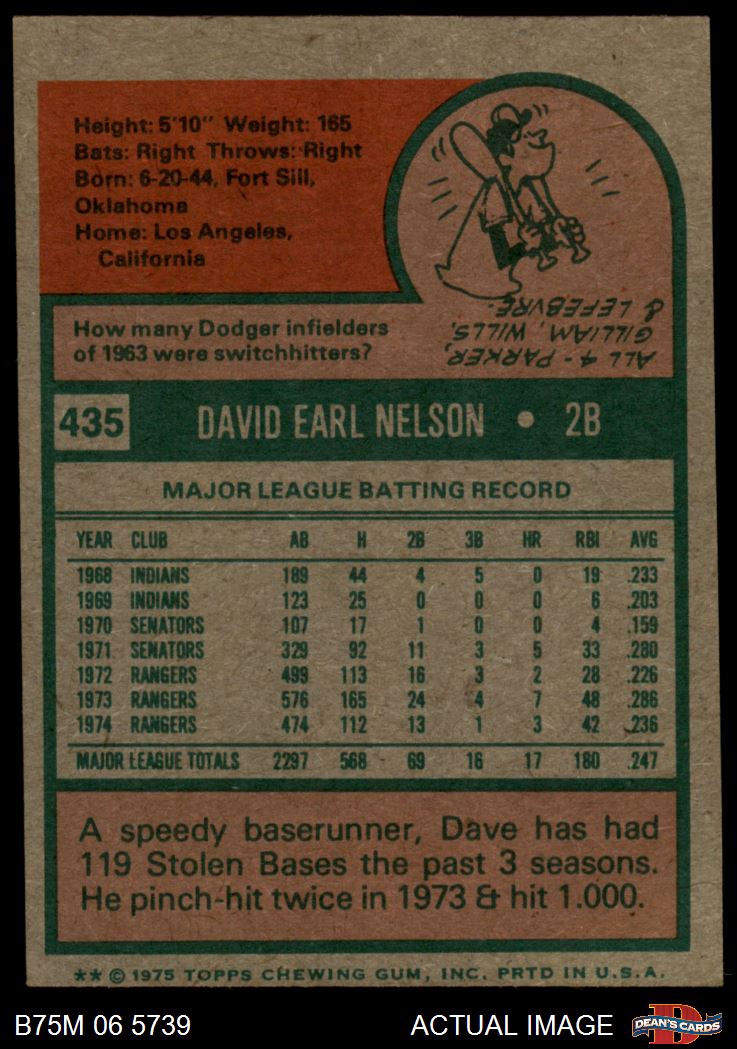 Height: 5'10" Weight: 165
Bats: Right Throws: Right
Born: 6-20-44, Fort Sill,
Oklahoma
Home: Los Angeles,
California
How many Dodger infielders
of 1963 were switchhitters?
ALL 4 - PARKER,
GILLIAM, WILLS,
& LEFEBVRE.
435 DAVID EARL NELSON • 2B
MAJOR LEAGUE BATTING RECORD
YEAR CLUB AB H 2B 3B HR RBI AVG
1968 INDIANS 189 44 4 5 0 19 .233
1969 INDIANS 123 25 0 0 0 6 .203
1970 SENATORS 107 17 1 0 0 4 .159
1971 SENATORS 329 92 11 3 5 33 .280
1972 RANGERS 499 113 16 3 2 28 .226
1973 RANGERS 576 165 24 4 7 48 .286
1974 RANGERS 474 112 13 1 3 42 .236
MAJOR LEAGUE TOTALS 2297 568 69 16 17 180 .247
A speedy baserunner, Dave has had
119 Stolen Bases the past 3 seasons.
He pinch-hit twice in 1973 & hit 1.000.
** © 1975 TOPPS CHEWING GUM, INC. PRTD IN U.S.A.
B75M 06 5739 ACTUAL IMAGE
DEAN'S CARDS